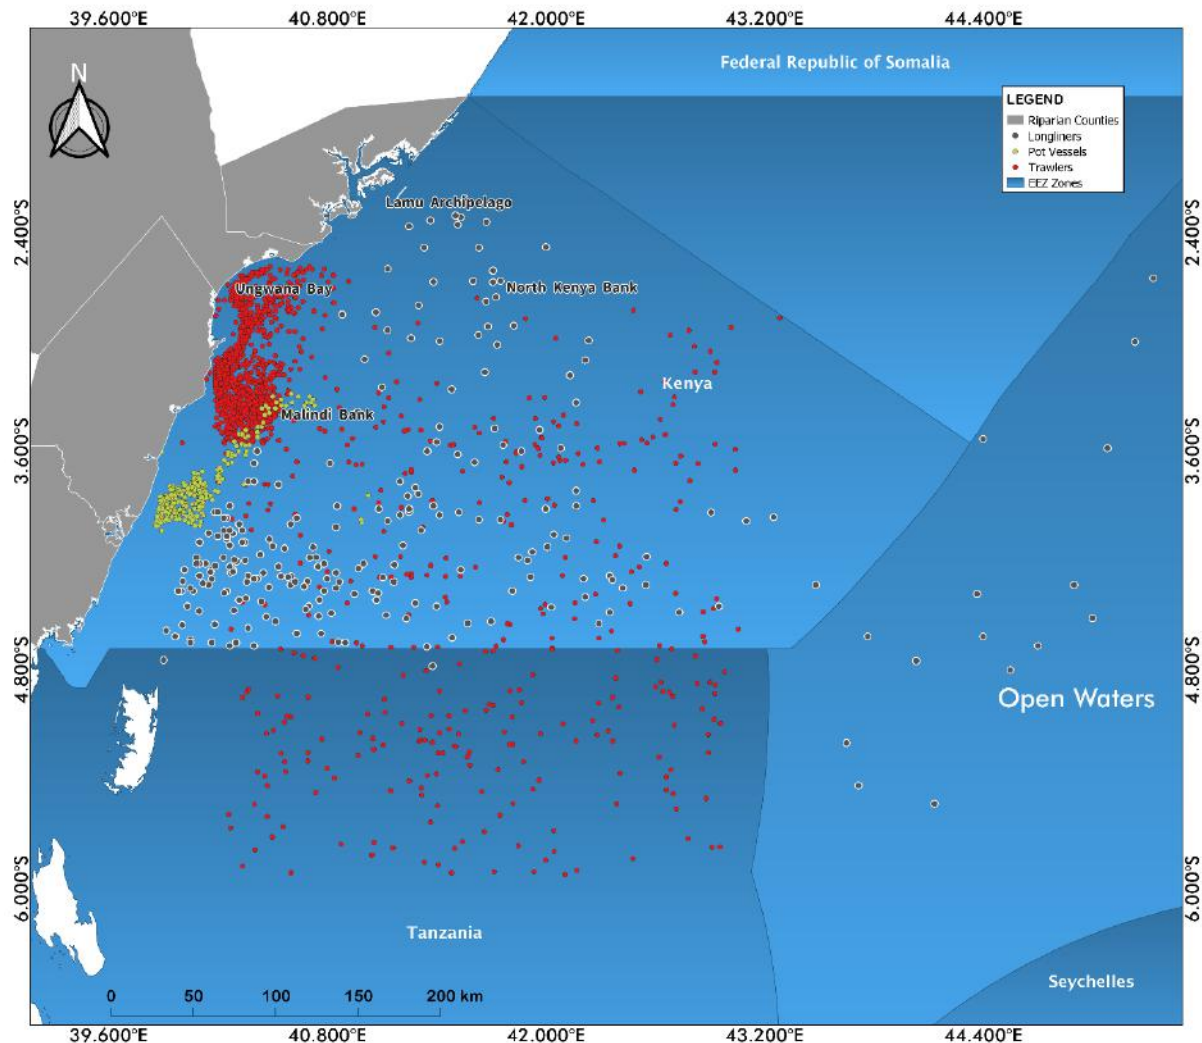 39.600°E 40.800°E 42.000°E 43.200°E 44.400°E
Federal Republic of Somalia
N
LEGEND
Riparian Counties
Longliners
Pot Vessels
Trawlers
EEZ Zones
Lamu Archipelago
2.400°S 2.400°S
Ungwana Bay
North Kenya Bank
Kenya
Malindi Bank
3.600°S 3.600°S
4.800°S 4.800°S
Open Waters
6.000°S 6.000°S
Tanzania
Seychelles
0 50 100 150 200 km
39.600°E 40.800°E 42.000°E 43.200°E 44.400°E